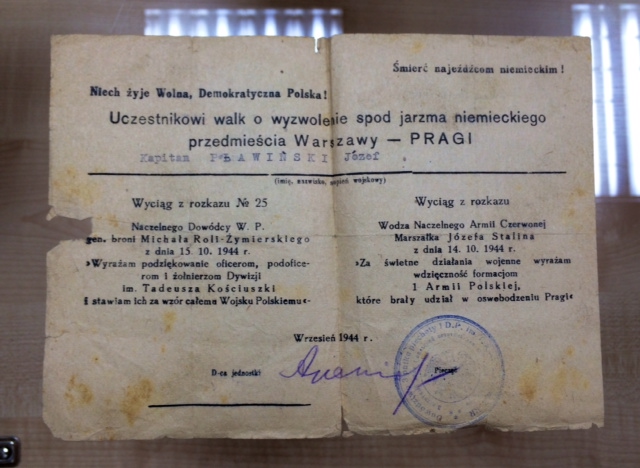 Śmierć najeźdźcom niemieckim!
Niech żyje Wolna, Demokratyczna Polska!
Uczestnikowi walk o wyzwolenie spod jarzma niemieckiego
przedmieścia Warszawy — PRAGI
Kapitan PŁAWIŃSKI Józef
(imię, nazwisko, stopień wojskowy)
Wyciąg z rozkazu № 25
Naczelnego Dowódcy W. P.
gen. broni Michała Roli-Żymierskiego
z dnia 15. 10. 1944 r.
»Wyrażam podziękowanie oficerom, podofice-
rom i żołnierzom Dywizji
im. Tadeusza Kościuszki
i stawiam ich za wzór całemu Wojsku Polskiemu«
Wyciąg z rozkazu
Wodza Naczelnego Armii Czerwonej
Marszałka Józefa Stalina
z dnia 14. 10. 1944 r.
»Za świetne działania wojenne wyrażam
wdzięczność formacjom
1 Armii Polskiej,
które brały udział w oswobodzeniu Pragi«
Wrzesień 1944 r.
D-ca jednostki
Pieczęć